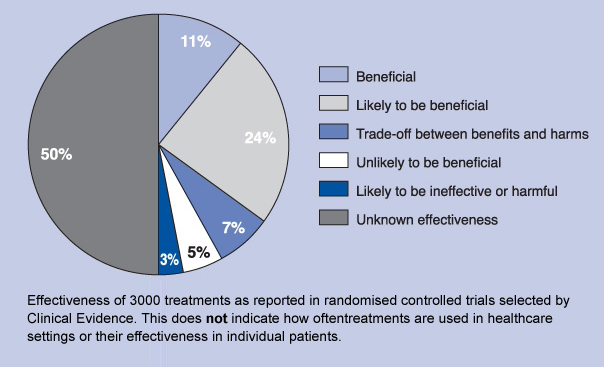 11%
24%
7%
5%
3%
50%
Beneficial
Likely to be beneficial
Trade-off between benefits and harms
Unlikely to be beneficial
Likely to be ineffective or harmful
Unknown effectiveness
Effectiveness of 3000 treatments as reported in randomised controlled trials selected by
Clinical Evidence. This does not indicate how oftentreatments are used in healthcare
settings or their effectiveness in individual patients.